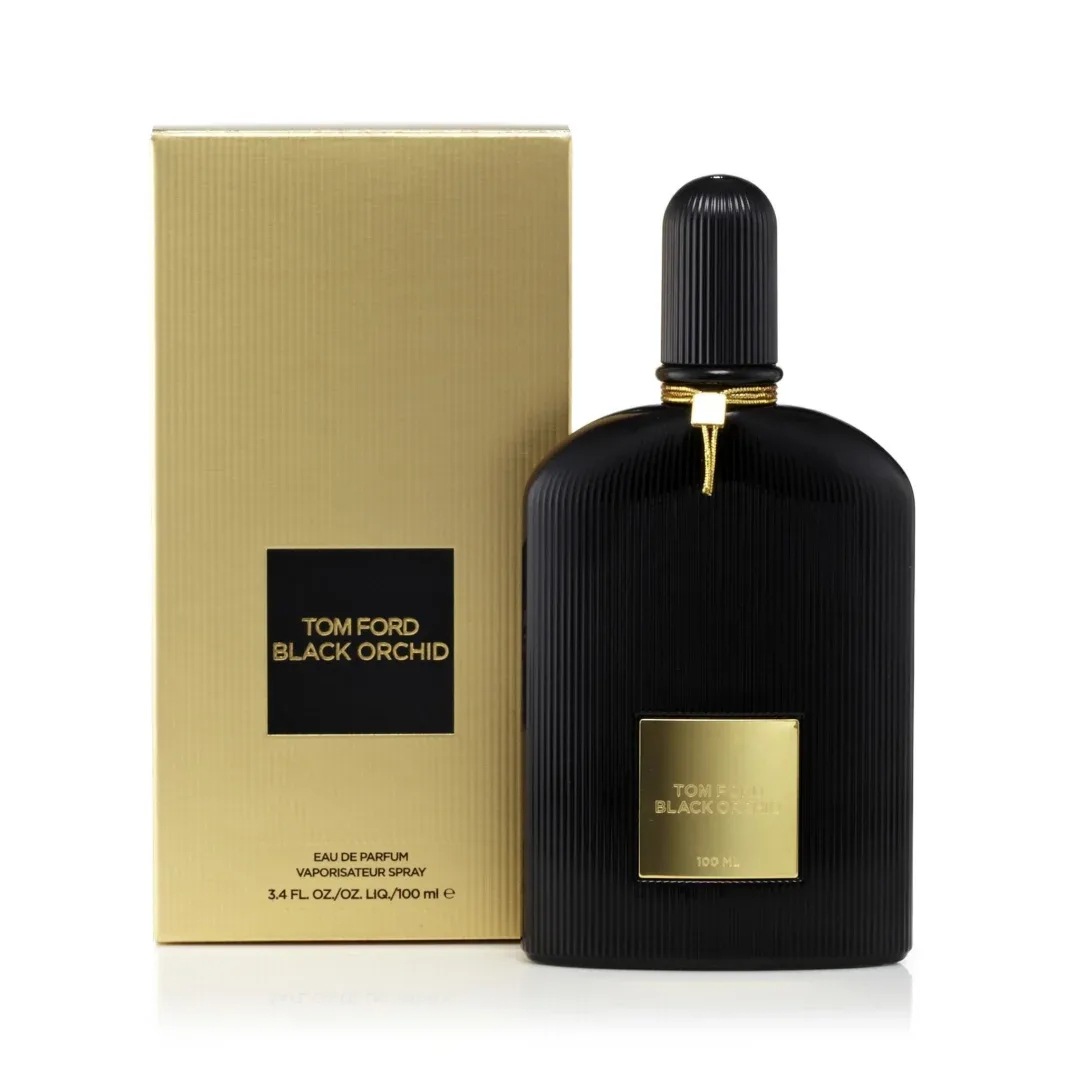 TOM FORD
BLACK ORCHID
EAU DE PARFUM
VAPORISATEUR SPRAY
3.4 FL. OZ./OZ. LIQ./100 ml ℮
TOM FORD
BLACK ORCHID
100 ML